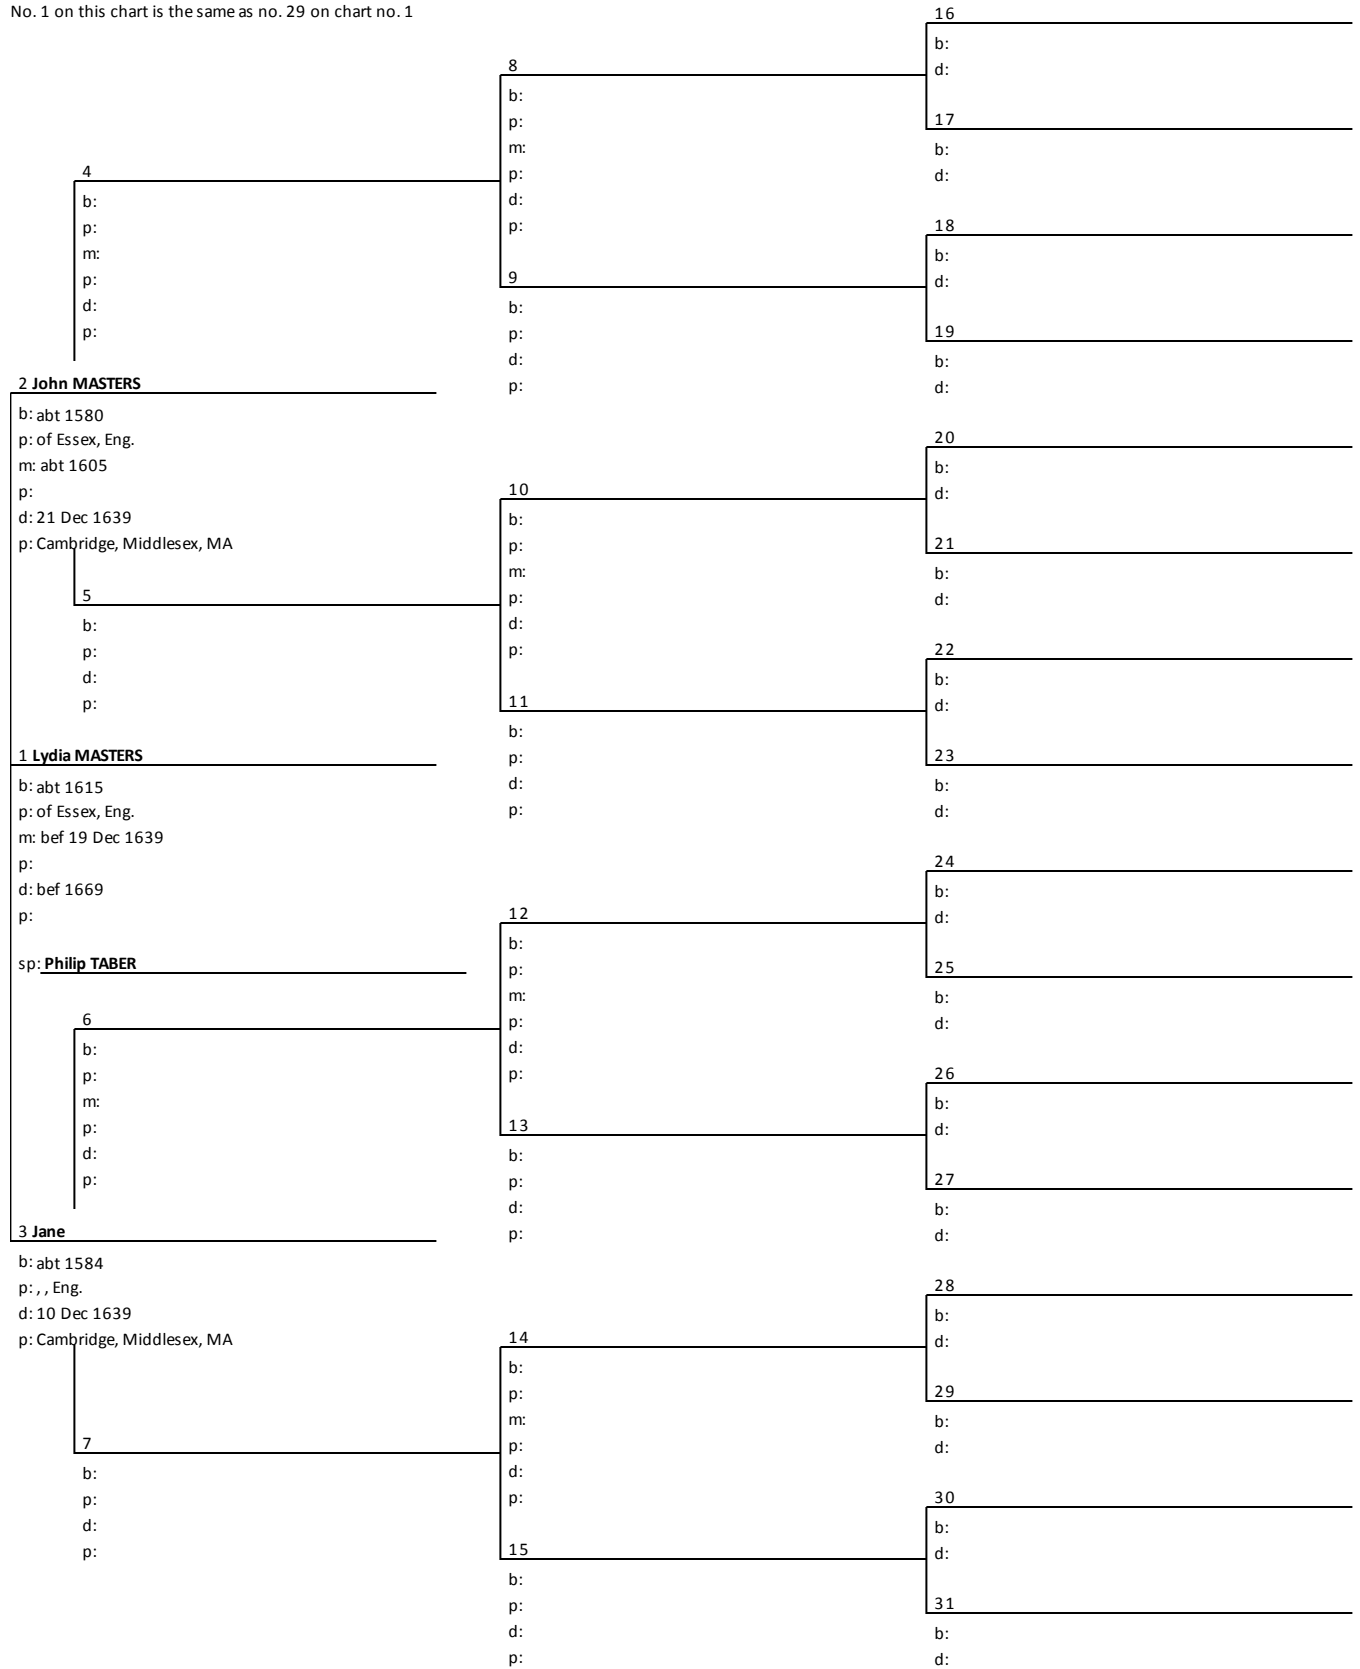 No. 1 on this chart is the same as no. 29 on chart no. 1
4
b:
p:
m:
p:
d:
p:
2 John MASTERS
b: abt 1580
p: of Essex, Eng.
m: abt 1605
p:
d: 21 Dec 1639
p: Cambridge, Middlesex, MA
5
b:
p:
d:
p:
1 Lydia MASTERS
b: abt 1615
p: of Essex, Eng.
m: bef 19 Dec 1639
p:
d: bef 1669
p:
sp: Philip TABER
6
b:
p:
m:
p:
d:
p:
3 Jane
b: abt 1584
p: , , Eng.
d: 10 Dec 1639
p: Cambridge, Middlesex, MA
7
b:
p:
d:
p:
8
b:
p:
m:
p:
d:
p:
9
b:
p:
d:
p:
10
b:
p:
m:
p:
d:
p:
11
b:
p:
d:
p:
12
b:
p:
m:
p:
d:
p:
13
b:
p:
d:
p:
14
b:
p:
m:
p:
d:
p:
15
b:
p:
d:
p:
16
b:
d:
17
b:
d:
18
b:
d:
19
b:
d:
20
b:
d:
21
b:
d:
22
b:
d:
23
b:
d:
24
b:
d:
25
b:
d:
26
b:
d:
27
b:
d:
28
b:
d:
29
b:
d:
30
b:
d:
31
b:
d: